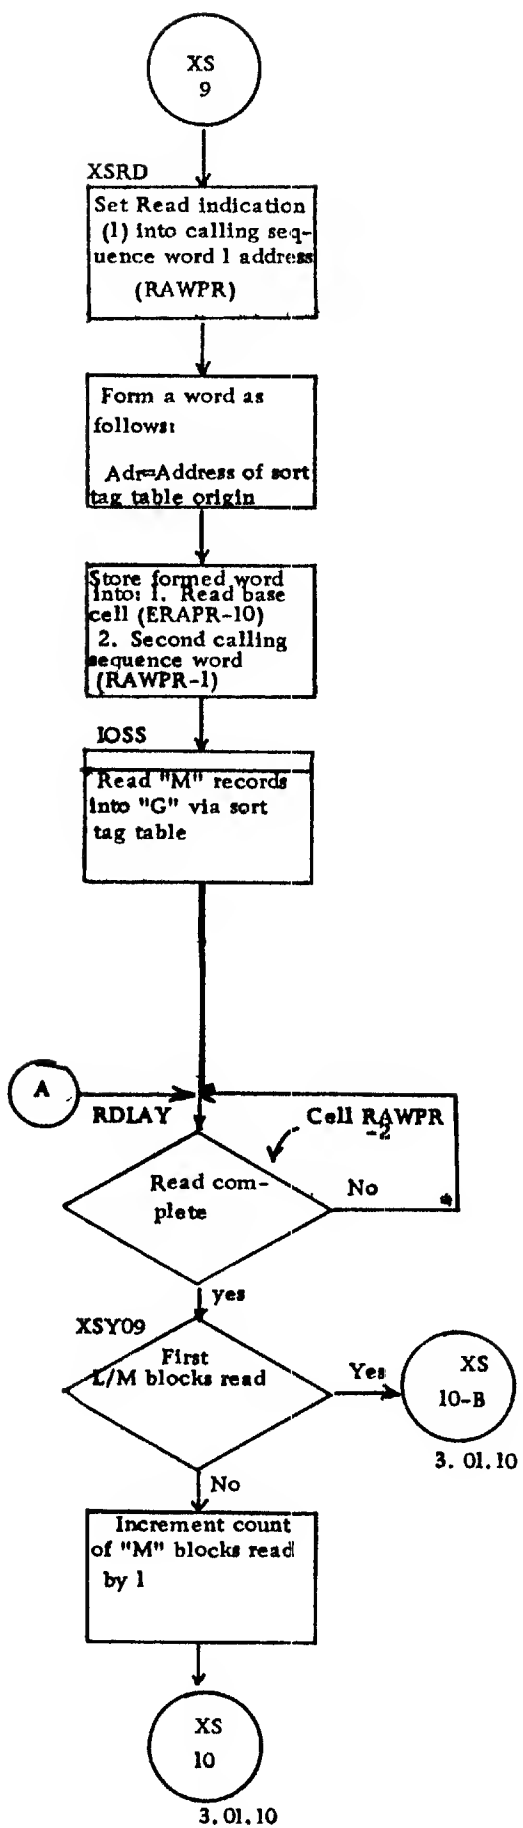 XS
9
XSRD
Set Read indication
(1) into calling seq-
uence word 1 address
(RAWPR)
Form a word as
follows:
Adr=Address of sort
tag table origin
Store formed word
into: 1. Read base
cell (ERAPR-10)
2. Second calling
sequence word
(RAWPR-1)
IOSS
Read "M" records
into "G" via sort
tag table
A
RDLAY
Cell RAWPR
-2
Read com-
plete
No
yes
XSY09
First
L/M blocks read
Yes
XS
10-B
3.01.10
No
Increment count
of "M" blocks read
by 1
XS
10
3.01.10